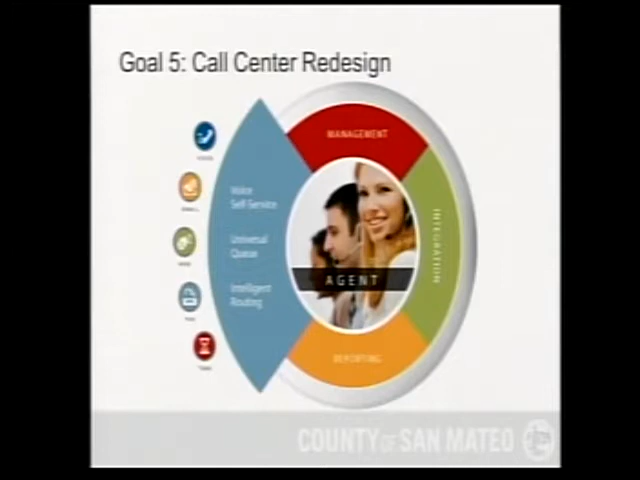 Goal 5: Call Center Redesign
MANAGEMENT
Voice
Self Service
Universal
Queue
Intelligent
Routing
INTEGRATION
AGENT
REPORTING
COUNTY OF SAN MATEO